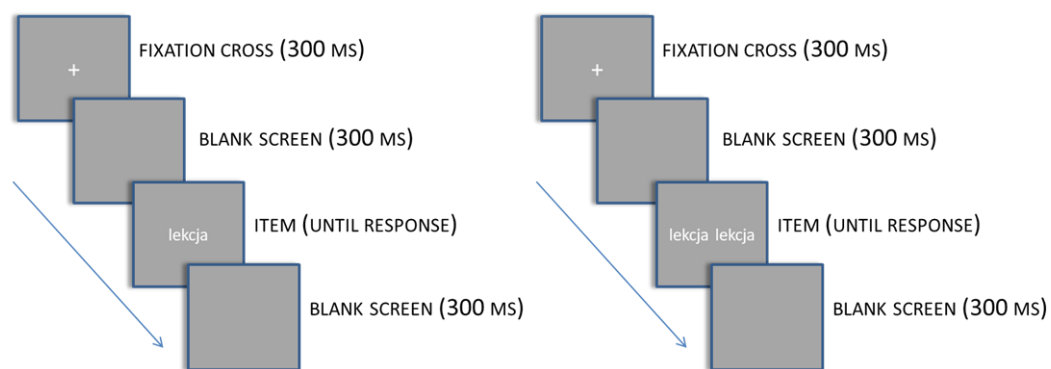 +
FIXATION CROSS (300 MS)
BLANK SCREEN (300 MS)
lekcja
ITEM (UNTIL RESPONSE)
BLANK SCREEN (300 MS)
+
FIXATION CROSS (300 MS)
BLANK SCREEN (300 MS)
lekcja lekcja
ITEM (UNTIL RESPONSE)
BLANK SCREEN (300 MS)